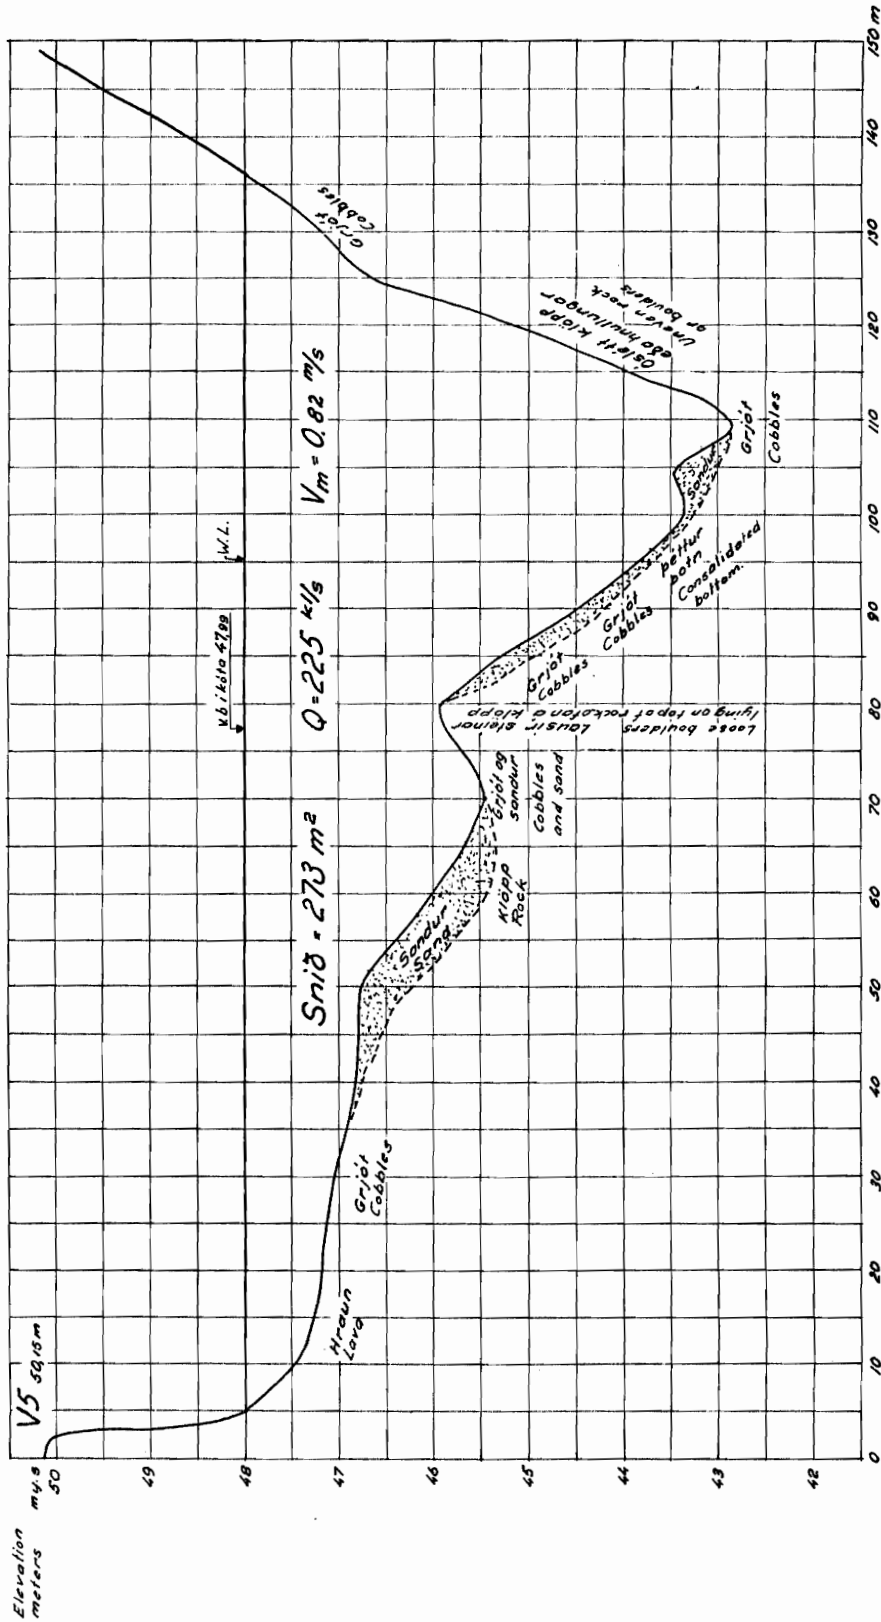 Elevation
meters m y. s
50
49
48
47
46
45
44
43
42
0 10 20 30 40 50 60 70 80 90 100 110 120 130 140 150 m
V5 50,15 m
v.b í kóta 47,99
W.L.
Snið = 273 m² Q = 225 kl/s Vm = 0.82 m/s
Hraun
Lava
Grjót
Cobbles
Sandur
Sand
Klöpp
Rock
Grjót og
sandur
Cobbles
and sand
Lausir steinar
ofan á klöpp
Loose boulders
lying on top of rock
Grjót
Cobbles
Grjót
Cobbles
þettur
botn
Consolidated
bottom.
Sandur
Grjót
Cobbles
Óslétt klöpp
eða hnullungar
Uneven rock
or boulders
Grjót
Cobbles